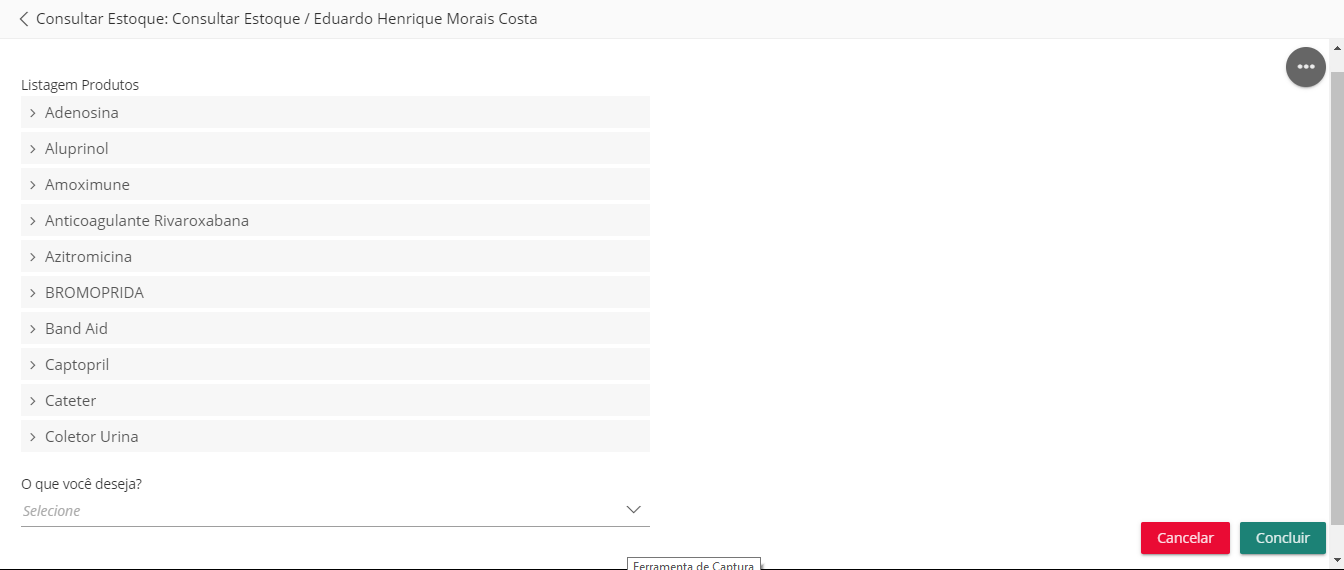 Consultar Estoque: Consultar Estoque / Eduardo Henrique Morais Costa
Listagem Produtos
Adenosina
Aluprinol
Amoximune
Anticoagulante Rivaroxabana
Azitromicina
BROMOPRIDA
Band Aid
Captopril
Cateter
Coletor Urina
O que você deseja?
Selecione
Cancelar
Concluir
Ferramenta de Captura